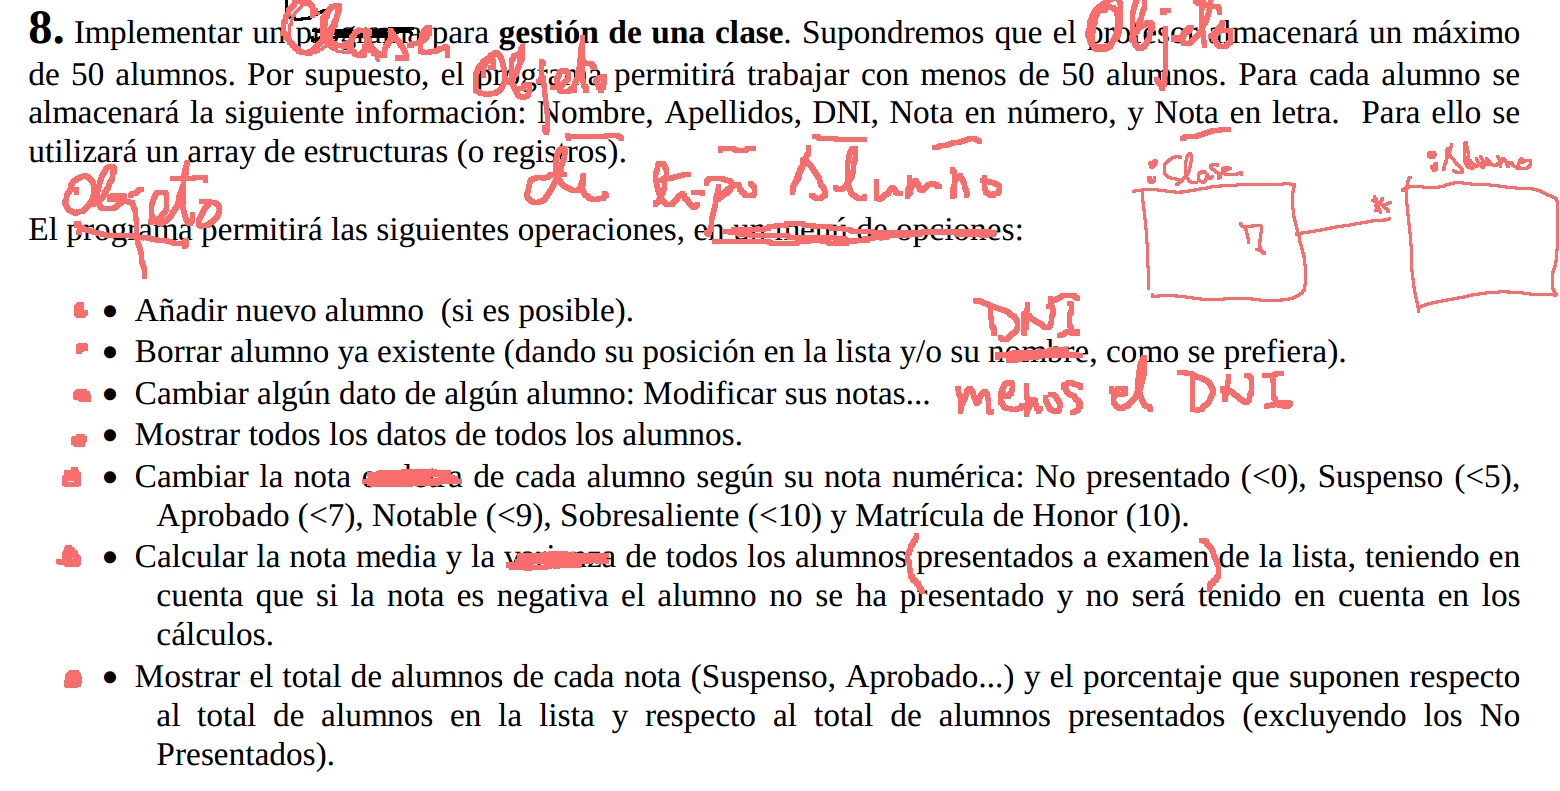 8. Implementar un programa para gestión de una clase. Supondremos que el profesor almacenará un máximo
Clase
Objeto
de 50 alumnos. Por supuesto, el programa permitirá trabajar con menos de 50 alumnos. Para cada alumno se
Objeto
almacenará la siguiente información: Nombre, Apellidos, DNI, Nota en número, y Nota en letra. Para ello se
utilizará un array de estructuras (o registros).
de tipo Alumno
:Clase
:Alumno
Objeto
*
El programa permitirá las siguientes operaciones, en un menú de opciones:
• Añadir nuevo alumno (si es posible).
DNI
• Borrar alumno ya existente (dando su posición en la lista y/o su nombre, como se prefiera).
• Cambiar algún dato de algún alumno: Modificar sus notas... menos el DNI
• Mostrar todos los datos de todos los alumnos.
• Cambiar la nota en letra de cada alumno según su nota numérica: No presentado (<0), Suspenso (<5),
Aprobado (<7), Notable (<9), Sobresaliente (<10) y Matrícula de Honor (10).
• Calcular la nota media y la varianza de todos los alumnos (presentados a examen) de la lista, teniendo en
cuenta que si la nota es negativa el alumno no se ha presentado y no será tenido en cuenta en los
cálculos.
• Mostrar el total de alumnos de cada nota (Suspenso, Aprobado...) y el porcentaje que suponen respecto
al total de alumnos en la lista y respecto al total de alumnos presentados (excluyendo los No
Presentados).